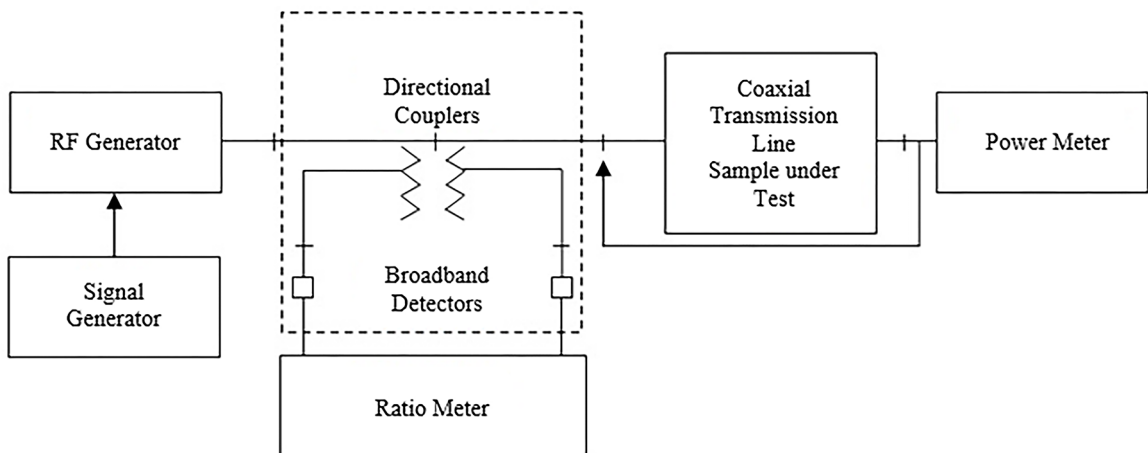 RF Generator
Signal
Generator
Directional
Couplers
Broadband
Detectors
Ratio Meter
Coaxial
Transmission
Line
Sample under
Test
Power Meter